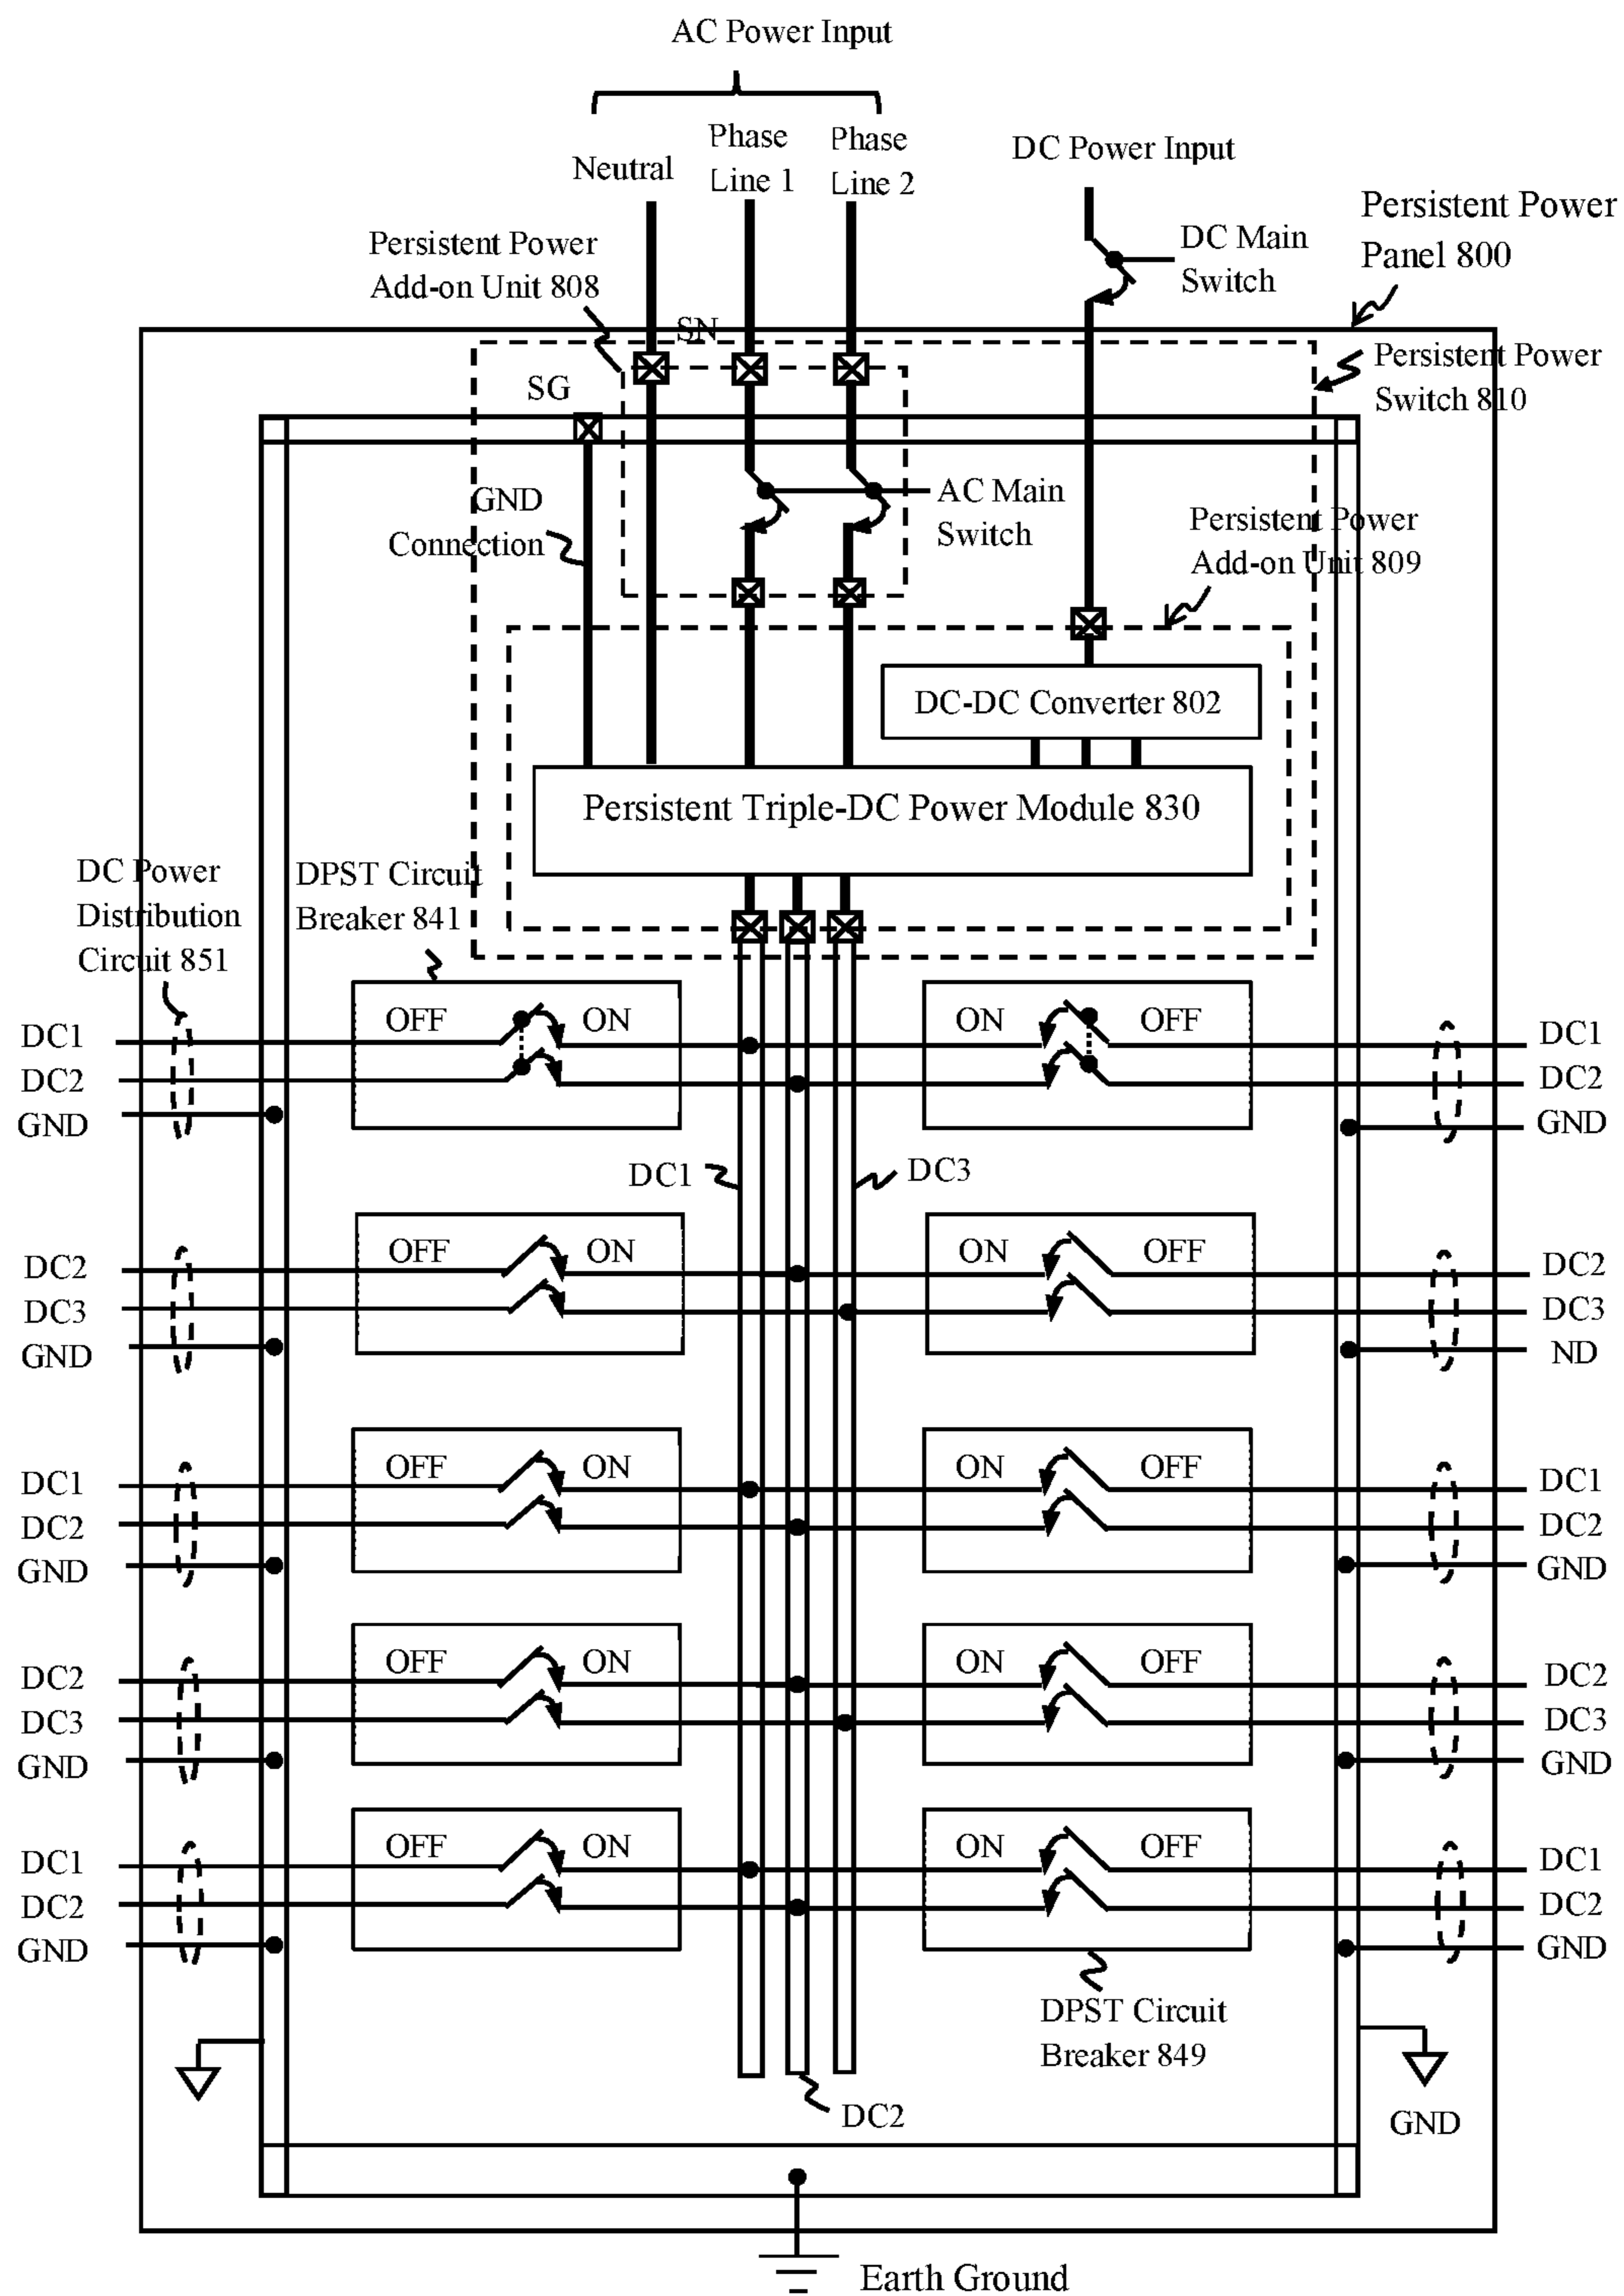 AC Power Input
Neutral
Phase
Line 1
Phase
Line 2
DC Power Input
Persistent Power
Panel 800
DC Main
Switch
Persistent Power
Add-on Unit 808
SN
SG
Persistent Power
Switch 810
GND
Connection
AC Main
Switch
Persistent Power
Add-on Unit 809
DC-DC Converter 802
Persistent Triple-DC Power Module 830
DC Power
Distribution
Circuit 851
DPST Circuit
Breaker 841
OFF ON ON OFF
DC1 DC1
DC2 DC2
GND GND
DC1 DC3
OFF ON ON OFF
DC2 DC2
DC3 DC3
GND ND
OFF ON ON OFF
DC1 DC1
DC2 DC2
GND GND
OFF ON ON OFF
DC2 DC2
DC3 DC3
GND GND
OFF ON ON OFF
DC1 DC1
DC2 DC2
GND GND
DPST Circuit
Breaker 849
DC2
GND
Earth Ground